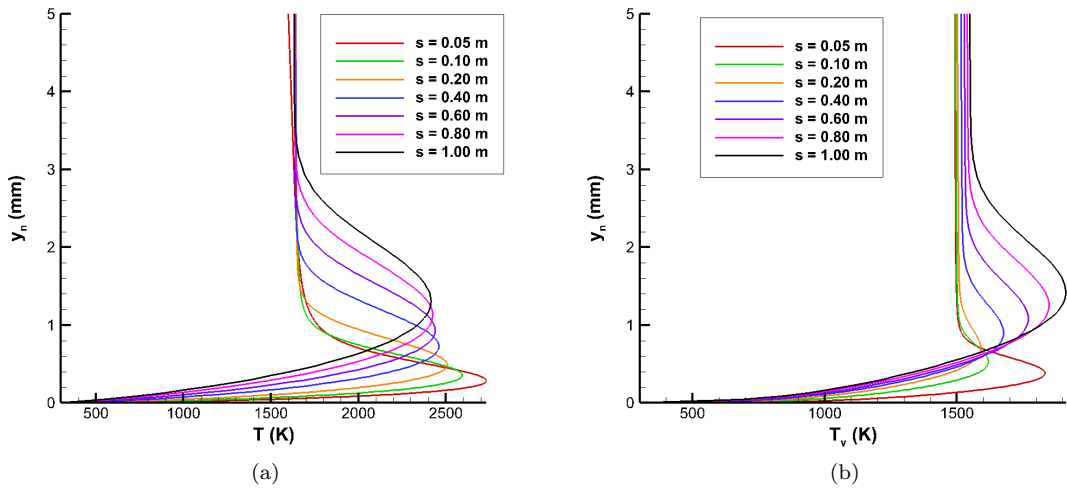 5
4
3
2
1
0
y_n (mm)
500
1000
1500
2000
2500
T (K)
s = 0.05 m
s = 0.10 m
s = 0.20 m
s = 0.40 m
s = 0.60 m
s = 0.80 m
s = 1.00 m
(a)
5
4
3
2
1
0
y_n (mm)
500
1000
1500
T_v (K)
s = 0.05 m
s = 0.10 m
s = 0.20 m
s = 0.40 m
s = 0.60 m
s = 0.80 m
s = 1.00 m
(b)